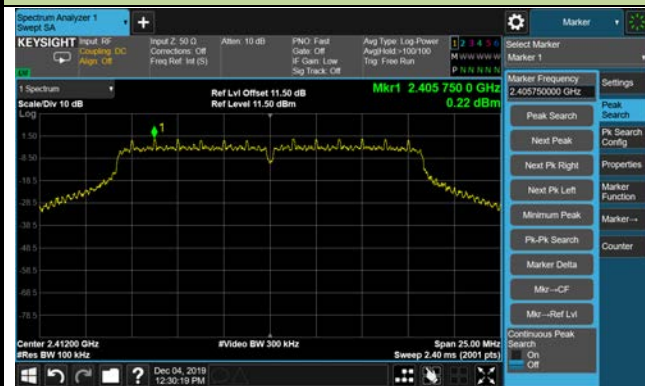 Spectrum Analyzer 1
Swept SA
+
Marker
KEYSIGHT
Input: RF
Coupling: DC
Align: Off
Input Z: 50 Ω
Corrections: Off
Freq Ref: Int (S)
Atten: 10 dB
PNO: Fast
Gate: Off
IF Gain: Low
Sig Track: Off
Avg Type: Log-Power
Avg|Hold:>100/100
Trig: Free Run
1 2 3 4 5 6
M W W W W W
P N N N N N
Select Marker
Marker 1
1 Spectrum
Scale/Div 10 dB
Log
Ref Lvl Offset 11.50 dB
Ref Level 11.50 dBm
Mkr1 2.405 750 0 GHz
0.22 dBm
1
1.50
-8.50
-18.5
-28.5
-38.5
-48.5
-58.5
-68.5
-78.5
Center 2.41200 GHz
#Res BW 100 kHz
#Video BW 300 kHz
Span 25.00 MHz
Sweep 2.40 ms (2001 pts)
Marker Frequency
2.405750000 GHz
Peak Search
Next Peak
Next Pk Right
Next Pk Left
Minimum Peak
Pk-Pk Search
Marker Delta
Mkr→CF
Mkr→Ref Lvl
Continuous Peak
Search
On
Off
Settings
Peak
Search
Pk Search
Config
Properties
Marker
Function
Marker→
Counter
?
Dec 04, 2019
12:30:19 PM